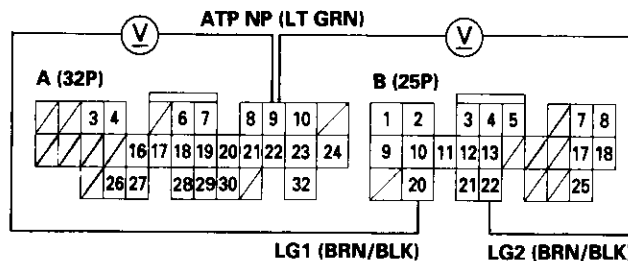 ATP NP (LT GRN)
V V
A (32P) B (25P)
3 4 6 7 8 9 10 1 2 3 4 5 7 8
16 17 18 19 20 21 22 23 24 9 10 11 12 13 17 18
26 27 28 29 30 32 20 21 22 25
LG1 (BRN/BLK) LG2 (BRN/BLK)